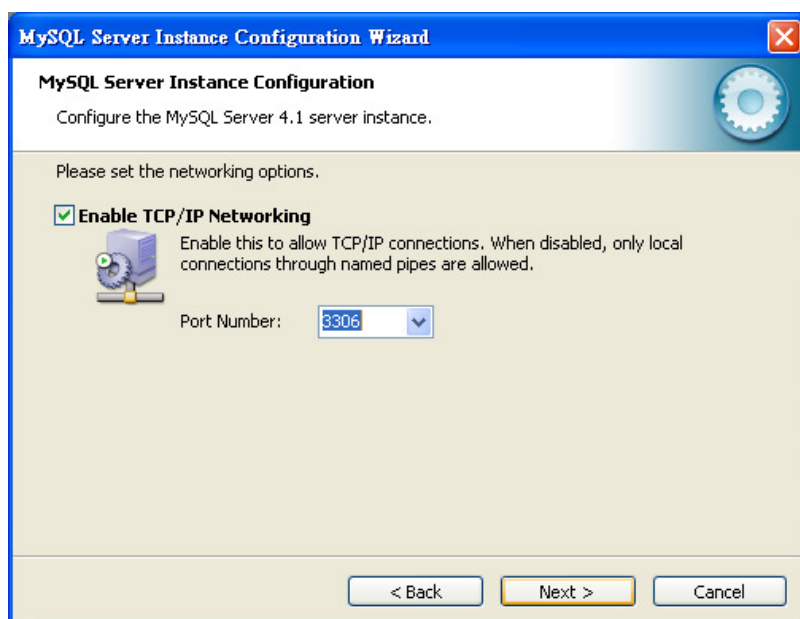 MySQL Server Instance Configuration Wizard
MySQL Server Instance Configuration
Configure the MySQL Server 4.1 server instance.
Please set the networking options.
Enable TCP/IP Networking
Enable this to allow TCP/IP connections. When disabled, only local
connections through named pipes are allowed.
Port Number: 3306
< Back Next > Cancel